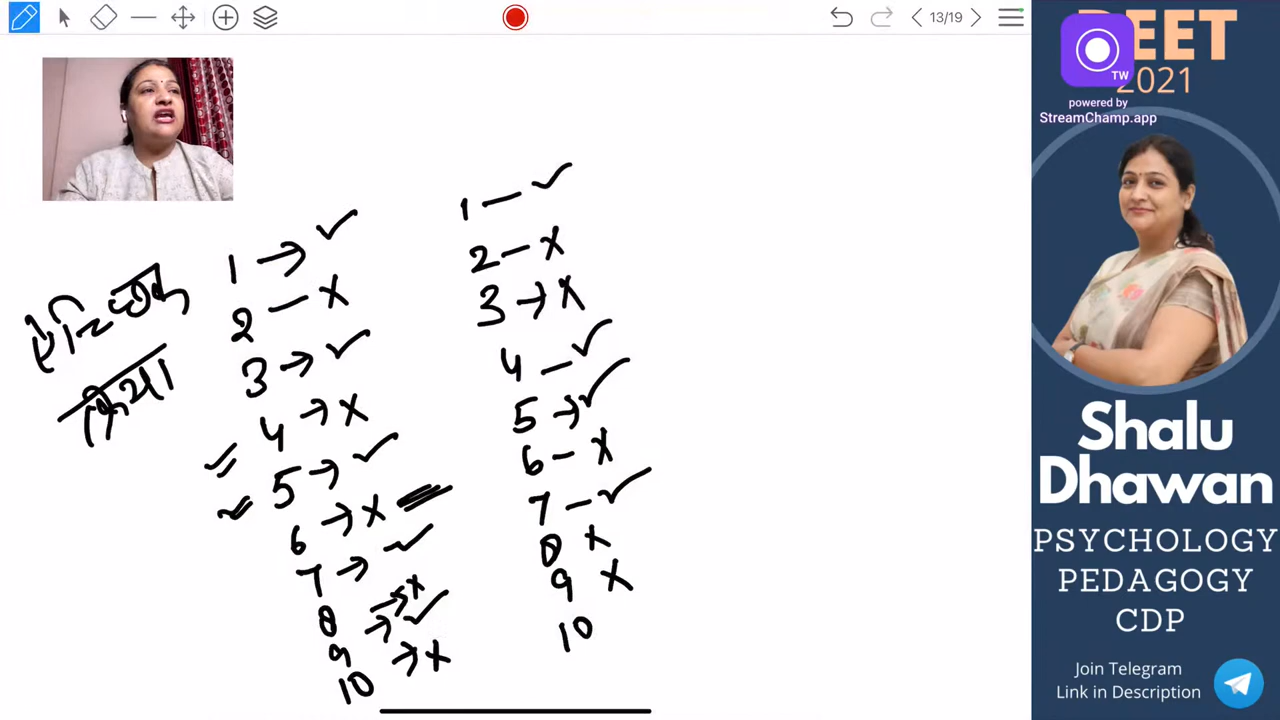 13/19
REET
2021
TW
powered by
StreamChamp.app
ऐच्छिक
क्रिया
1 → ✓
2 — X
3 → ✓
4 → X
5 → ✓
6 → X
7 → ✓
8 → X
9 → ✓
10 → X
1 — ✓
2 — X
3 → X
4 — ✓
5 → ✓
6 — X
7 — ✓
8 X
9 X
10
Shalu
Dhawan
PSYCHOLOGY
PEDAGOGY
CDP
Join Telegram
Link in Description